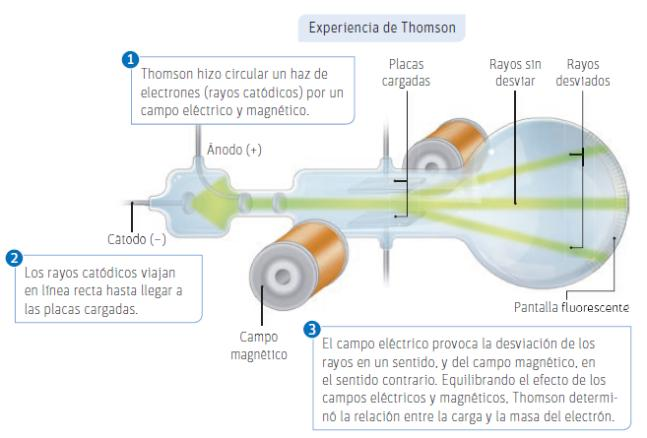 Experiencia de Thomson
1
Thomson hizo circular un haz de
electrones (rayos catódicos) por un
campo eléctrico y magnético.
Placas
cargadas
Rayos sin
desviar
Rayos
desviados
Ánodo (+)
Cátodo (–)
2
Los rayos catódicos viajan
en línea recta hasta llegar a
las placas cargadas.
Campo
magnético
Pantalla fluorescente
3
El campo eléctrico provoca la desviación de los
rayos en un sentido, y del campo magnético, en
el sentido contrario. Equilibrando el efecto de los
campos eléctricos y magnéticos, Thomson determi-
nó la relación entre la carga y la masa del electrón.